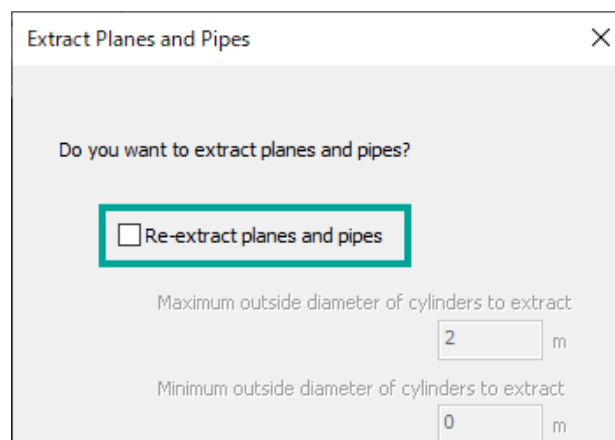 Extract Planes and Pipes
Do you want to extract planes and pipes?
Re-extract planes and pipes
Maximum outside diameter of cylinders to extract
2 m
Minimum outside diameter of cylinders to extract
0 m